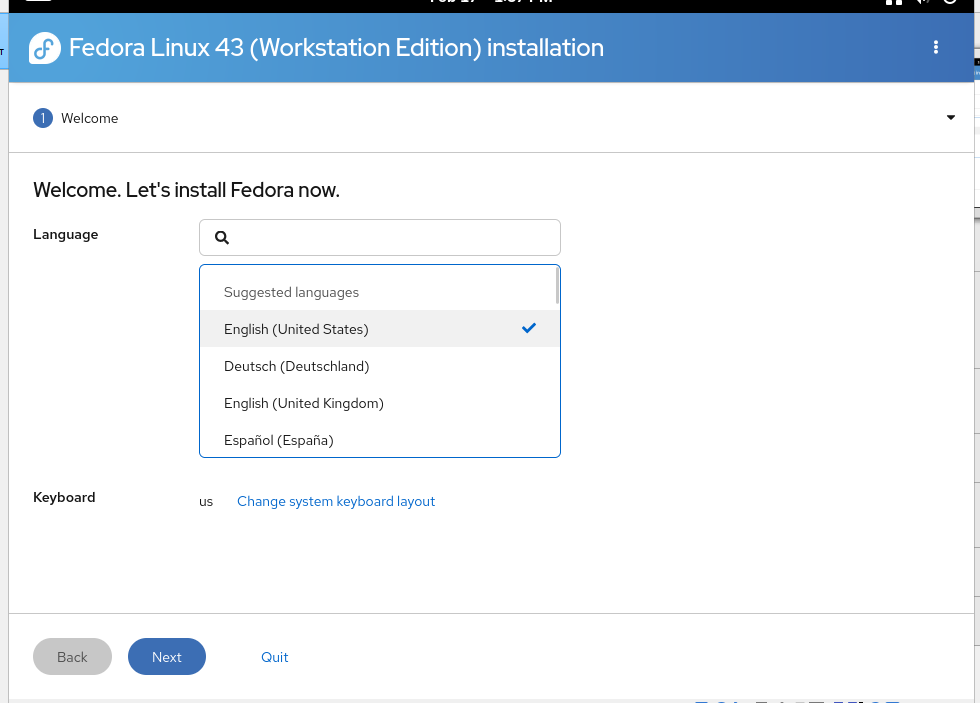 Fedora Linux 43 (Workstation Edition) installation
1 Welcome
Welcome. Let's install Fedora now.
Language
Suggested languages
English (United States)
Deutsch (Deutschland)
English (United Kingdom)
Español (España)
Keyboard
us Change system keyboard layout
Back Next Quit